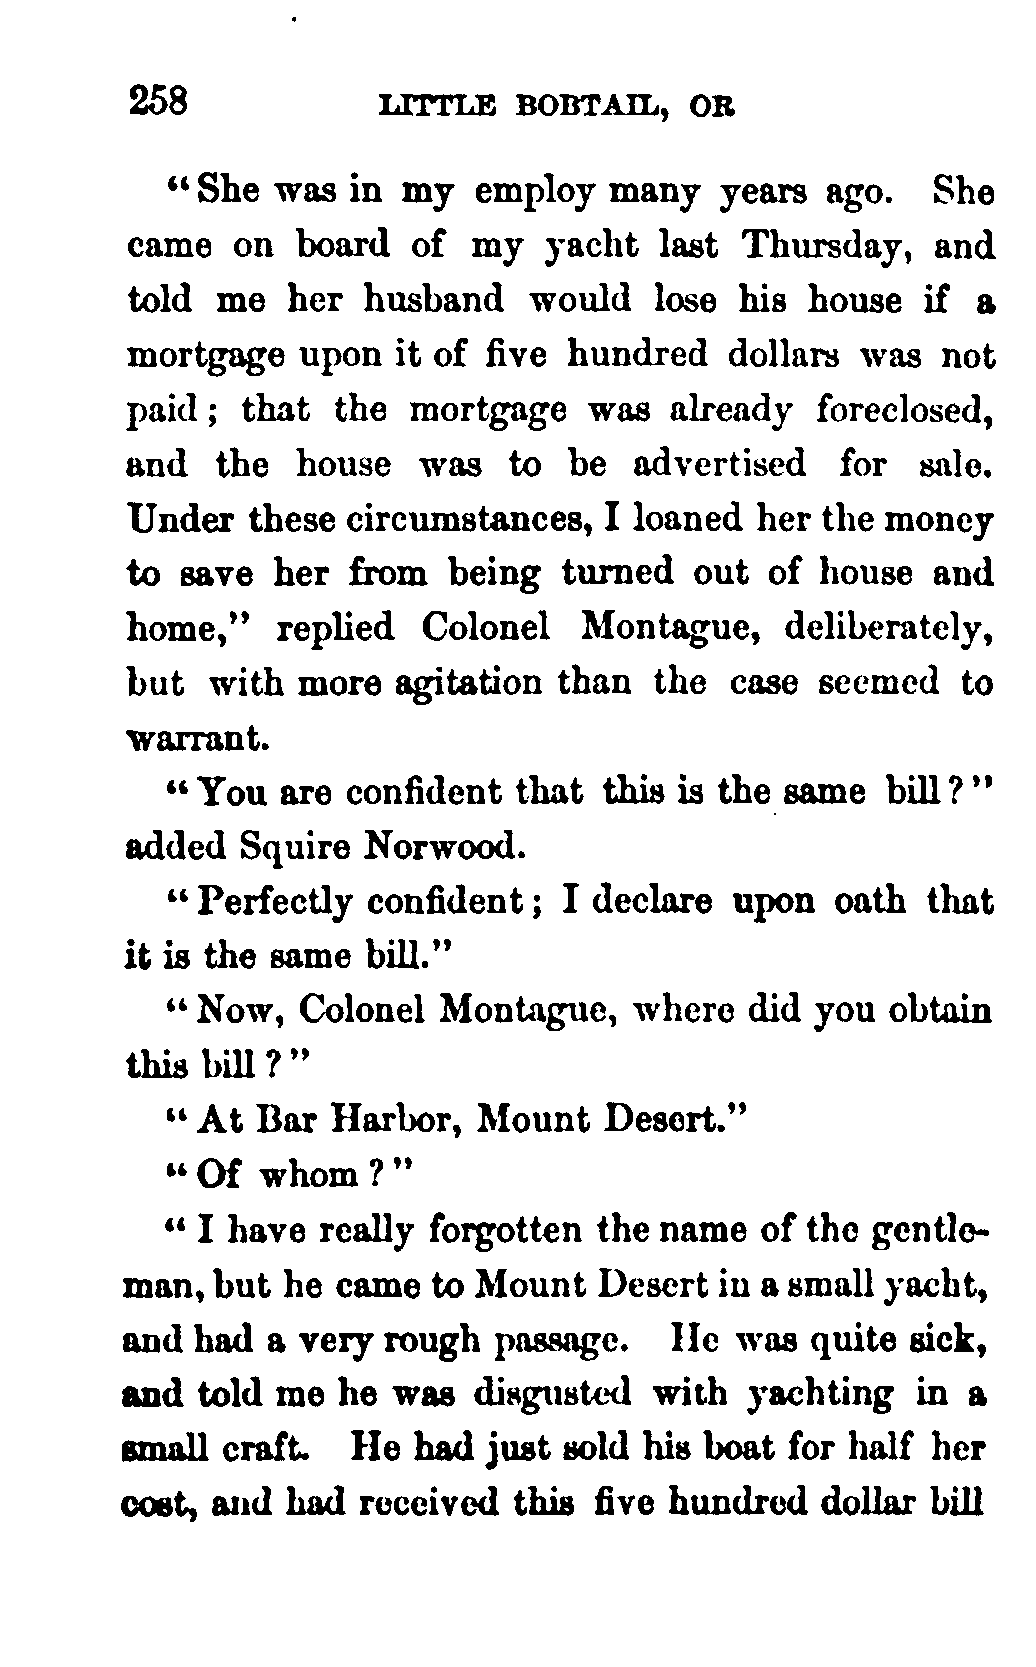 258 LITTLE BOBTAIL, OR
"She was in my employ many years ago. She
came on board of my yacht last Thursday, and
told me her husband would lose his house if a
mortgage upon it of five hundred dollars was not
paid; that the mortgage was already foreclosed,
and the house was to be advertised for sale.
Under these circumstances, I loaned her the money
to save her from being turned out of house and
home," replied Colonel Montague, deliberately,
but with more agitation than the case seemed to
warrant.
"You are confident that this is the same bill?"
added Squire Norwood.
"Perfectly confident; I declare upon oath that
it is the same bill."
"Now, Colonel Montague, where did you obtain
this bill?"
"At Bar Harbor, Mount Desert."
"Of whom?"
"I have really forgotten the name of the gentle-
man, but he came to Mount Desert in a small yacht,
and had a very rough passage. He was quite sick,
and told me he was disgusted with yachting in a
small craft. He had just sold his boat for half her
cost, and had received this five hundred dollar bill